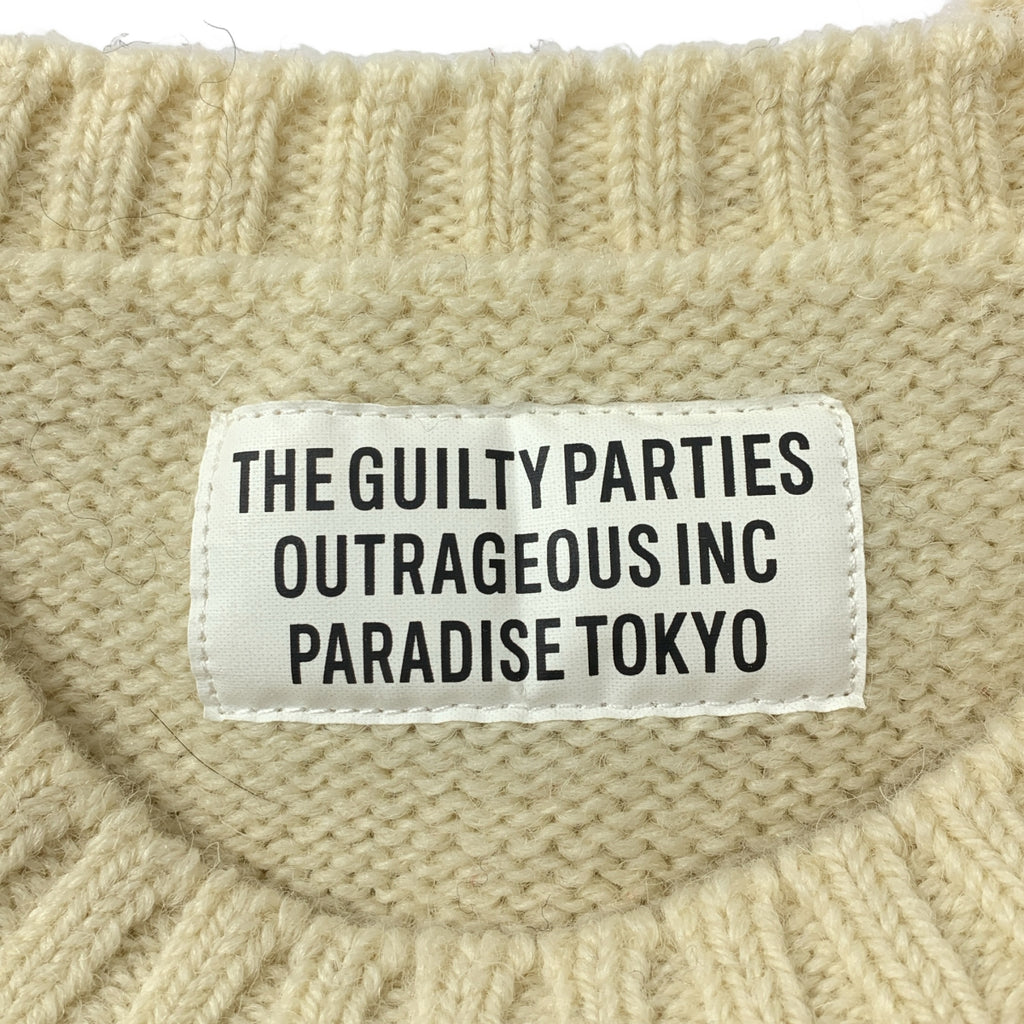 THE GUILTY PARTIES
OUTRAGEOUS INC
PARADISE TOKYO